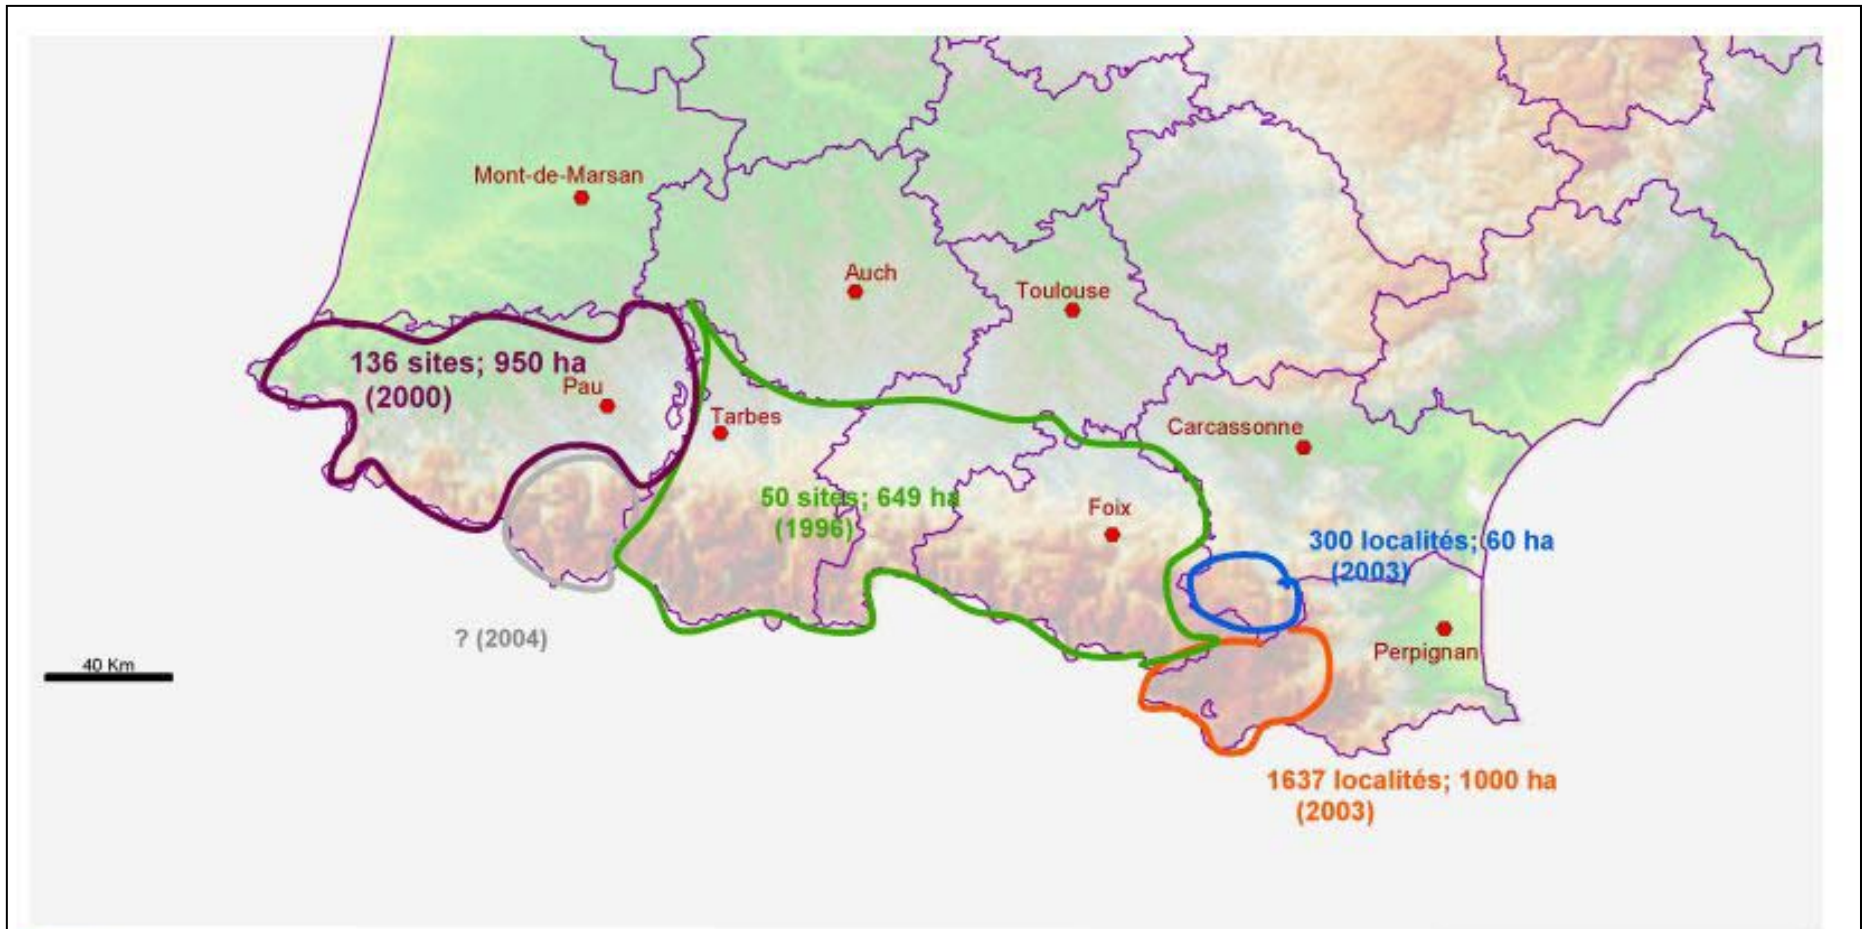 Mont-de-Marsan
Auch
Toulouse
136 sites; 950 ha
(2000)
Pau
Tarbes
Carcassonne
50 sites; 649 ha
(1996)
Foix
300 localités; 60 ha
(2003)
? (2004)
Perpignan
40 Km
1637 localités; 1000 ha
(2003)